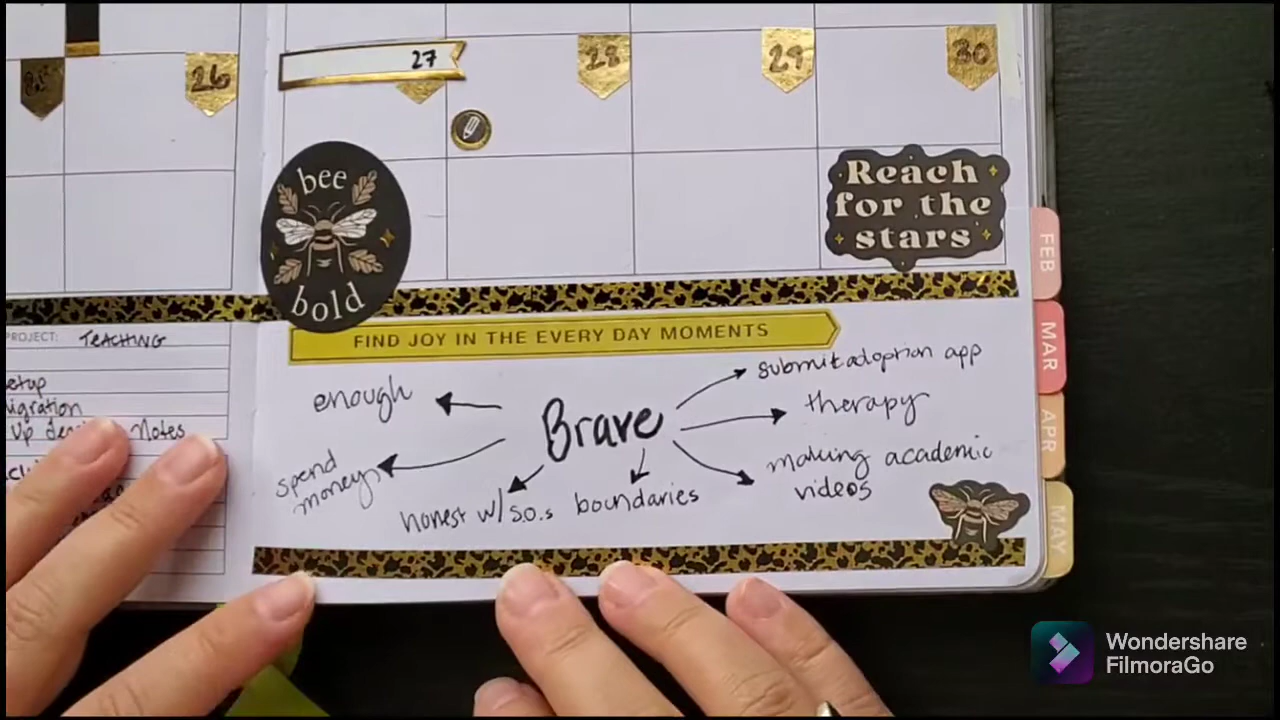 26
27
28
29
30
bee
bold
Reach
for the
stars
FEB
MAR
APR
MAY
PROJECT: TEACHING
etup
igration
Up Notes
FIND JOY IN THE EVERY DAY MOMENTS
Brave
enough
spend
money
honest w/ s.o.s
boundaries
submit adoption app
therapy
making academic
videos
Wondershare
FilmoraGo